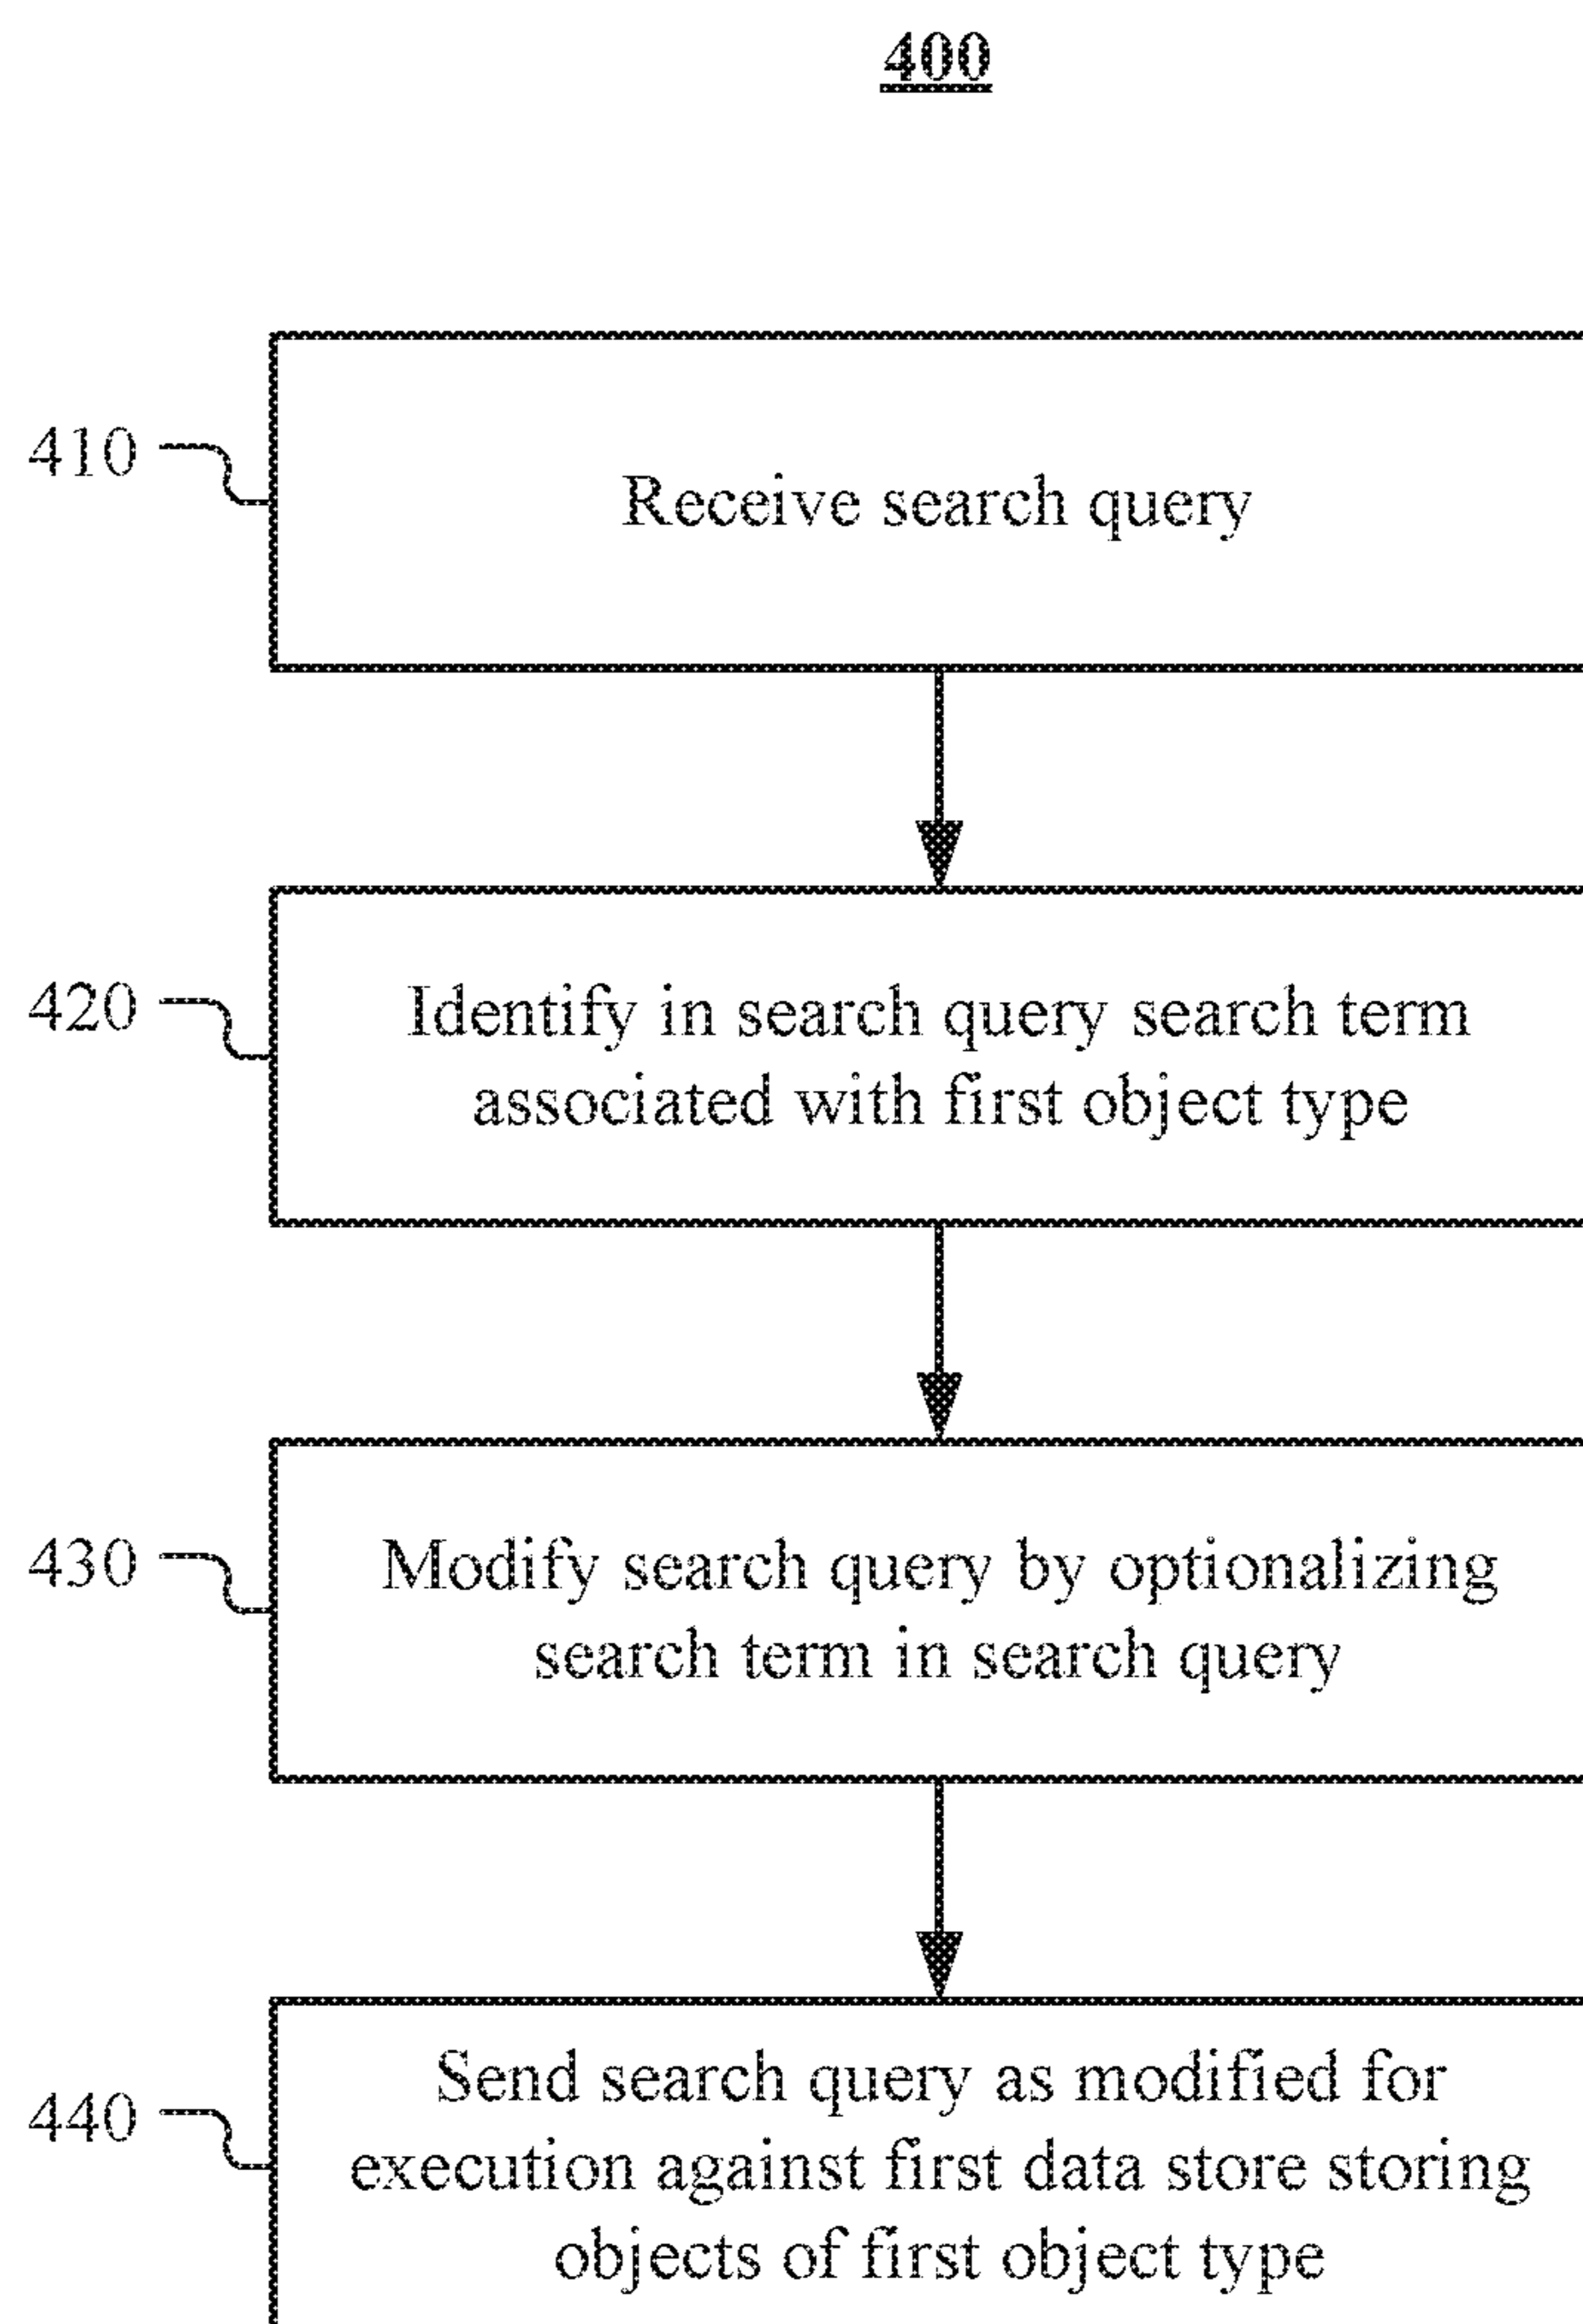 400
410
Receive search query
420
Identify in search query search term
associated with first object type
430
Modify search query by optionalizing
search term in search query
440
Send search query as modified for
execution against first data store storing
objects of first object type